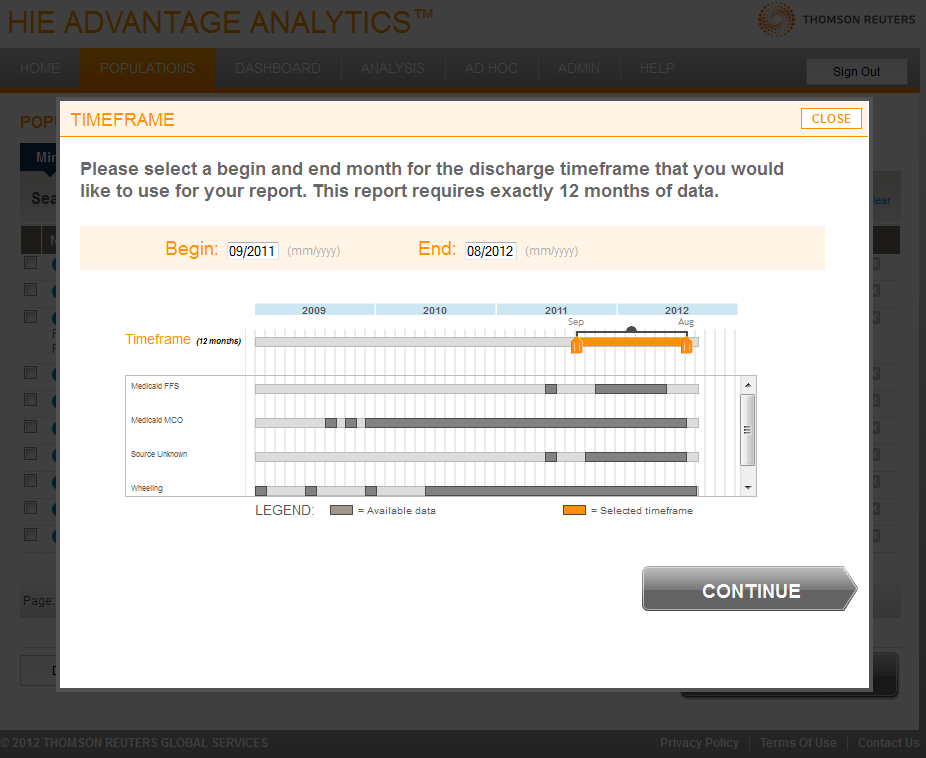 HIE ADVANTAGE ANALYTICS™
THOMSON REUTERS
HOME POPULATIONS DASHBOARD ANALYSIS AD HOC ADMIN HELP Sign Out
TIMEFRAME CLOSE
Please select a begin and end month for the discharge timeframe that you would
like to use for your report. This report requires exactly 12 months of data.
Begin: 09/2011 (mm/yyyy) End: 08/2012 (mm/yyyy)
2009 2010 2011 2012
Sep Aug
Timeframe (12 months)
Medicaid FFS
Medicaid MCO
Source Unknown
Wheeling
LEGEND: = Available data = Selected timeframe
CONTINUE
Page:
© 2012 THOMSON REUTERS GLOBAL SERVICES Privacy Policy Terms Of Use Contact Us